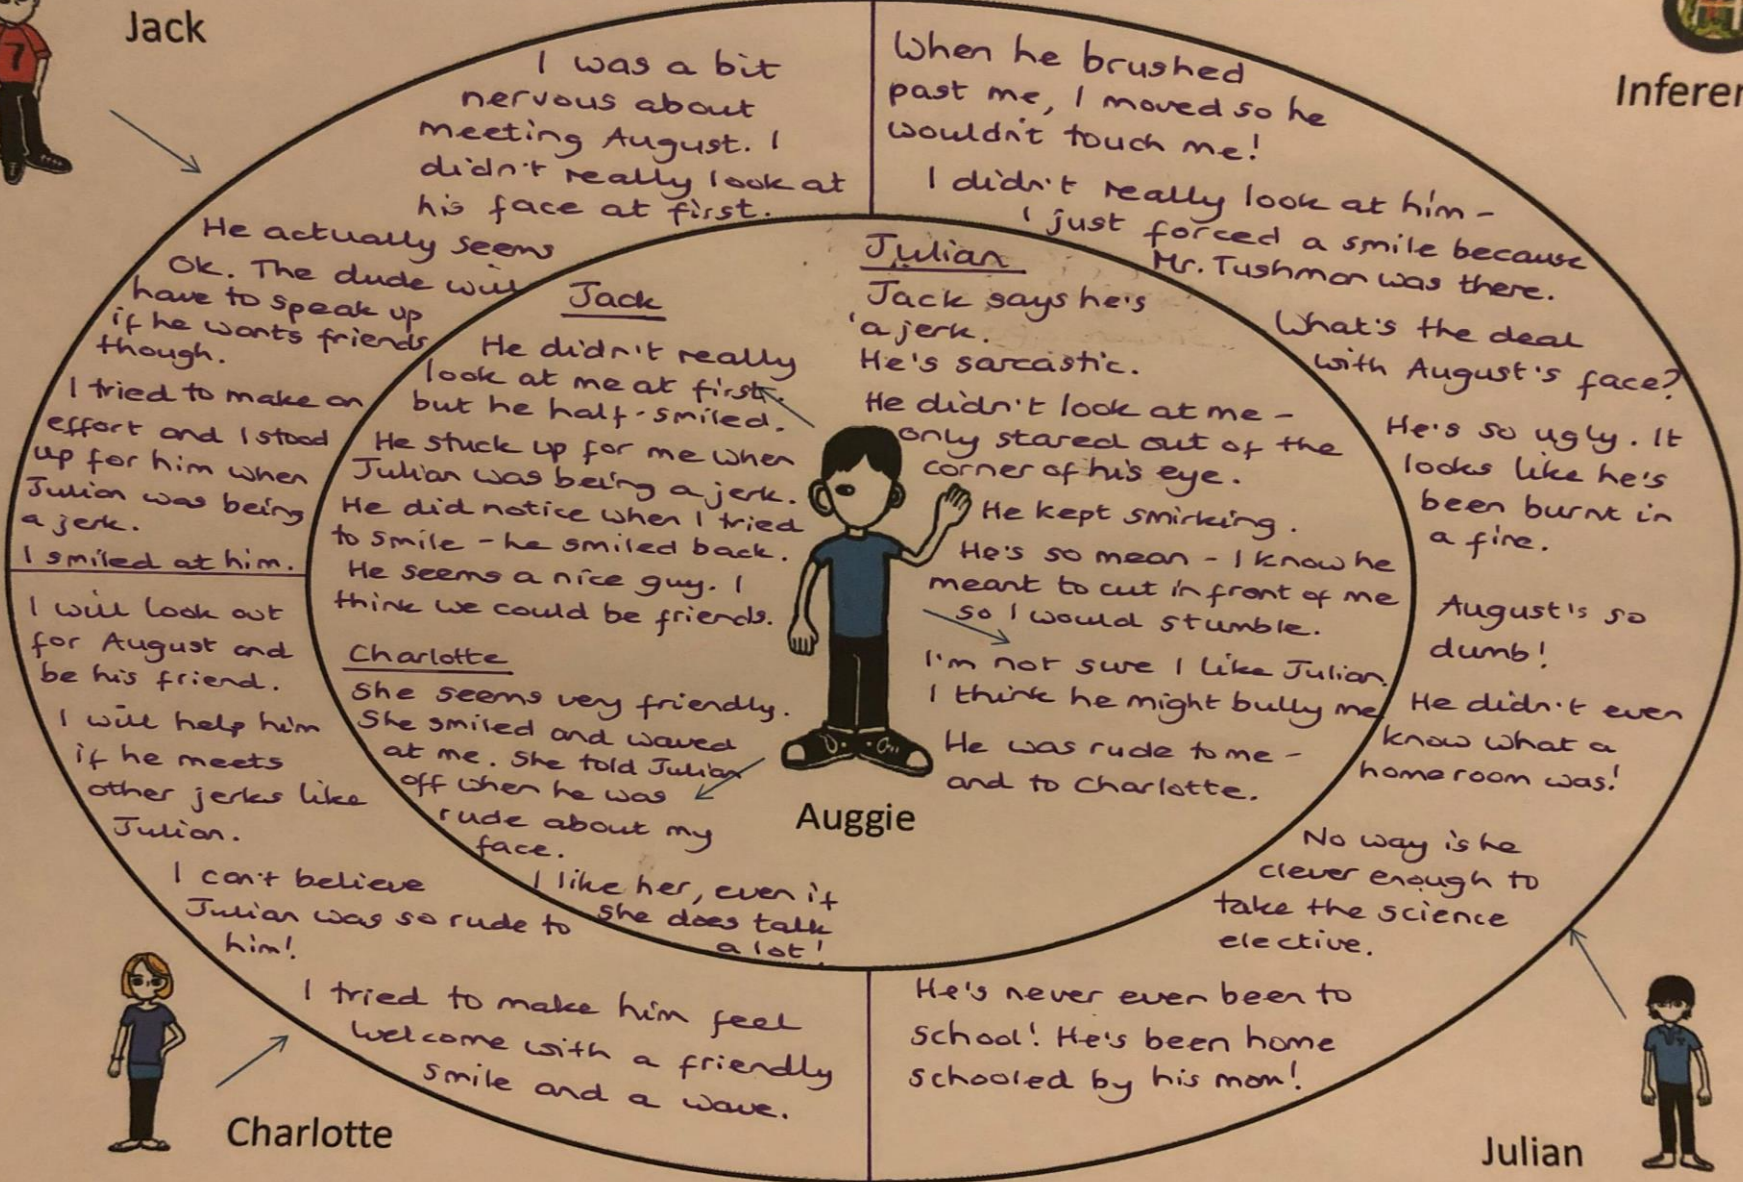 Jack
Inferen
I was a bit
nervous about
meeting August. I
didn't really look at
his face at first.
He actually seems
Ok. The dude will
have to speak up
if he wants friends
though.
I tried to make an
effort and I stood
up for him when
Julian was being
a jerk.
I smiled at him.
When he brushed
past me, I moved so he
wouldn't touch me!
I didn't really look at him -
I just forced a smile because
Mr. Tushman was there.
What's the deal
with August's face?
He's so ugly. It
looks like he's
been burnt in
a fire.
August's so
dumb!
He didn't even
know what a
homeroom was!
No way is he
clever enough to
take the science
elective.
He's never ever been to
school! He's been home
schooled by his mom!
Jack
He didn't really
look at me at first,
but he half-smiled.
He stuck up for me when
Julian was being a jerk.
He did notice when I tried
to smile - he smiled back.
He seems a nice guy. I
think we could be friends.
Charlotte
She seems very friendly.
She smiled and waved
at me. She told Julian
off when he was
rude about my
face.
I like her, even if
she does talk
a lot!
Julian
Jack says he's
'a jerk.
He's sarcastic.
He didn't look at me -
only stared out of the
corner of his eye.
He kept smirking.
He's so mean - I know he
meant to cut in front of me
so I would stumble.
I'm not sure I like Julian.
I think he might bully me
He was rude to me -
and to Charlotte.
Auggie
I will look out
for August and
be his friend.
I will help him
if he meets
other jerks like
Julian.
I can't believe
Julian was so rude to
him!
I tried to make him feel
welcome with a friendly
smile and a wave.
Charlotte
Julian
7